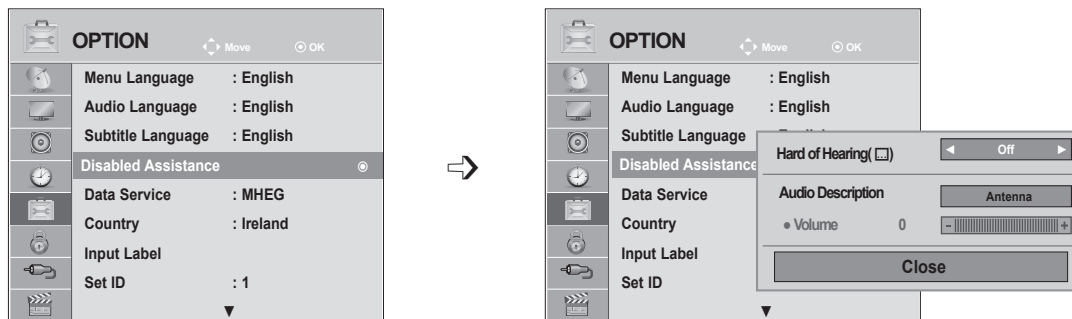 OPTION Move OK
Menu Language : English
Audio Language : English
Subtitle Language : English
Disabled Assistance
Data Service : MHEG
Country : Ireland
Input Label
Set ID : 1
OPTION Move OK
Menu Language : English
Audio Language : English
Subtitle Language
Disabled Assistance
Data Service
Country
Input Label
Set ID
Hard of Hearing( ) ◄ Off ►
Audio Description Antenna
• Volume 0 - +
Close